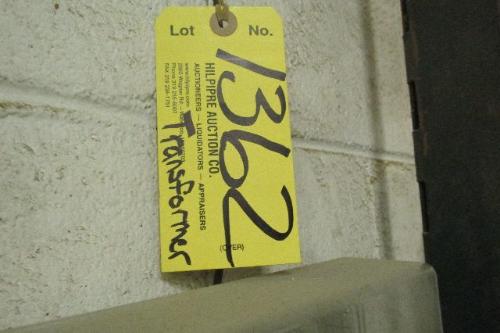 Lot No.
1362
HILPIPRE AUCTION CO.
AUCTIONEERS — LIQUIDATORS — APPRAISERS
Transformer
(OVER)